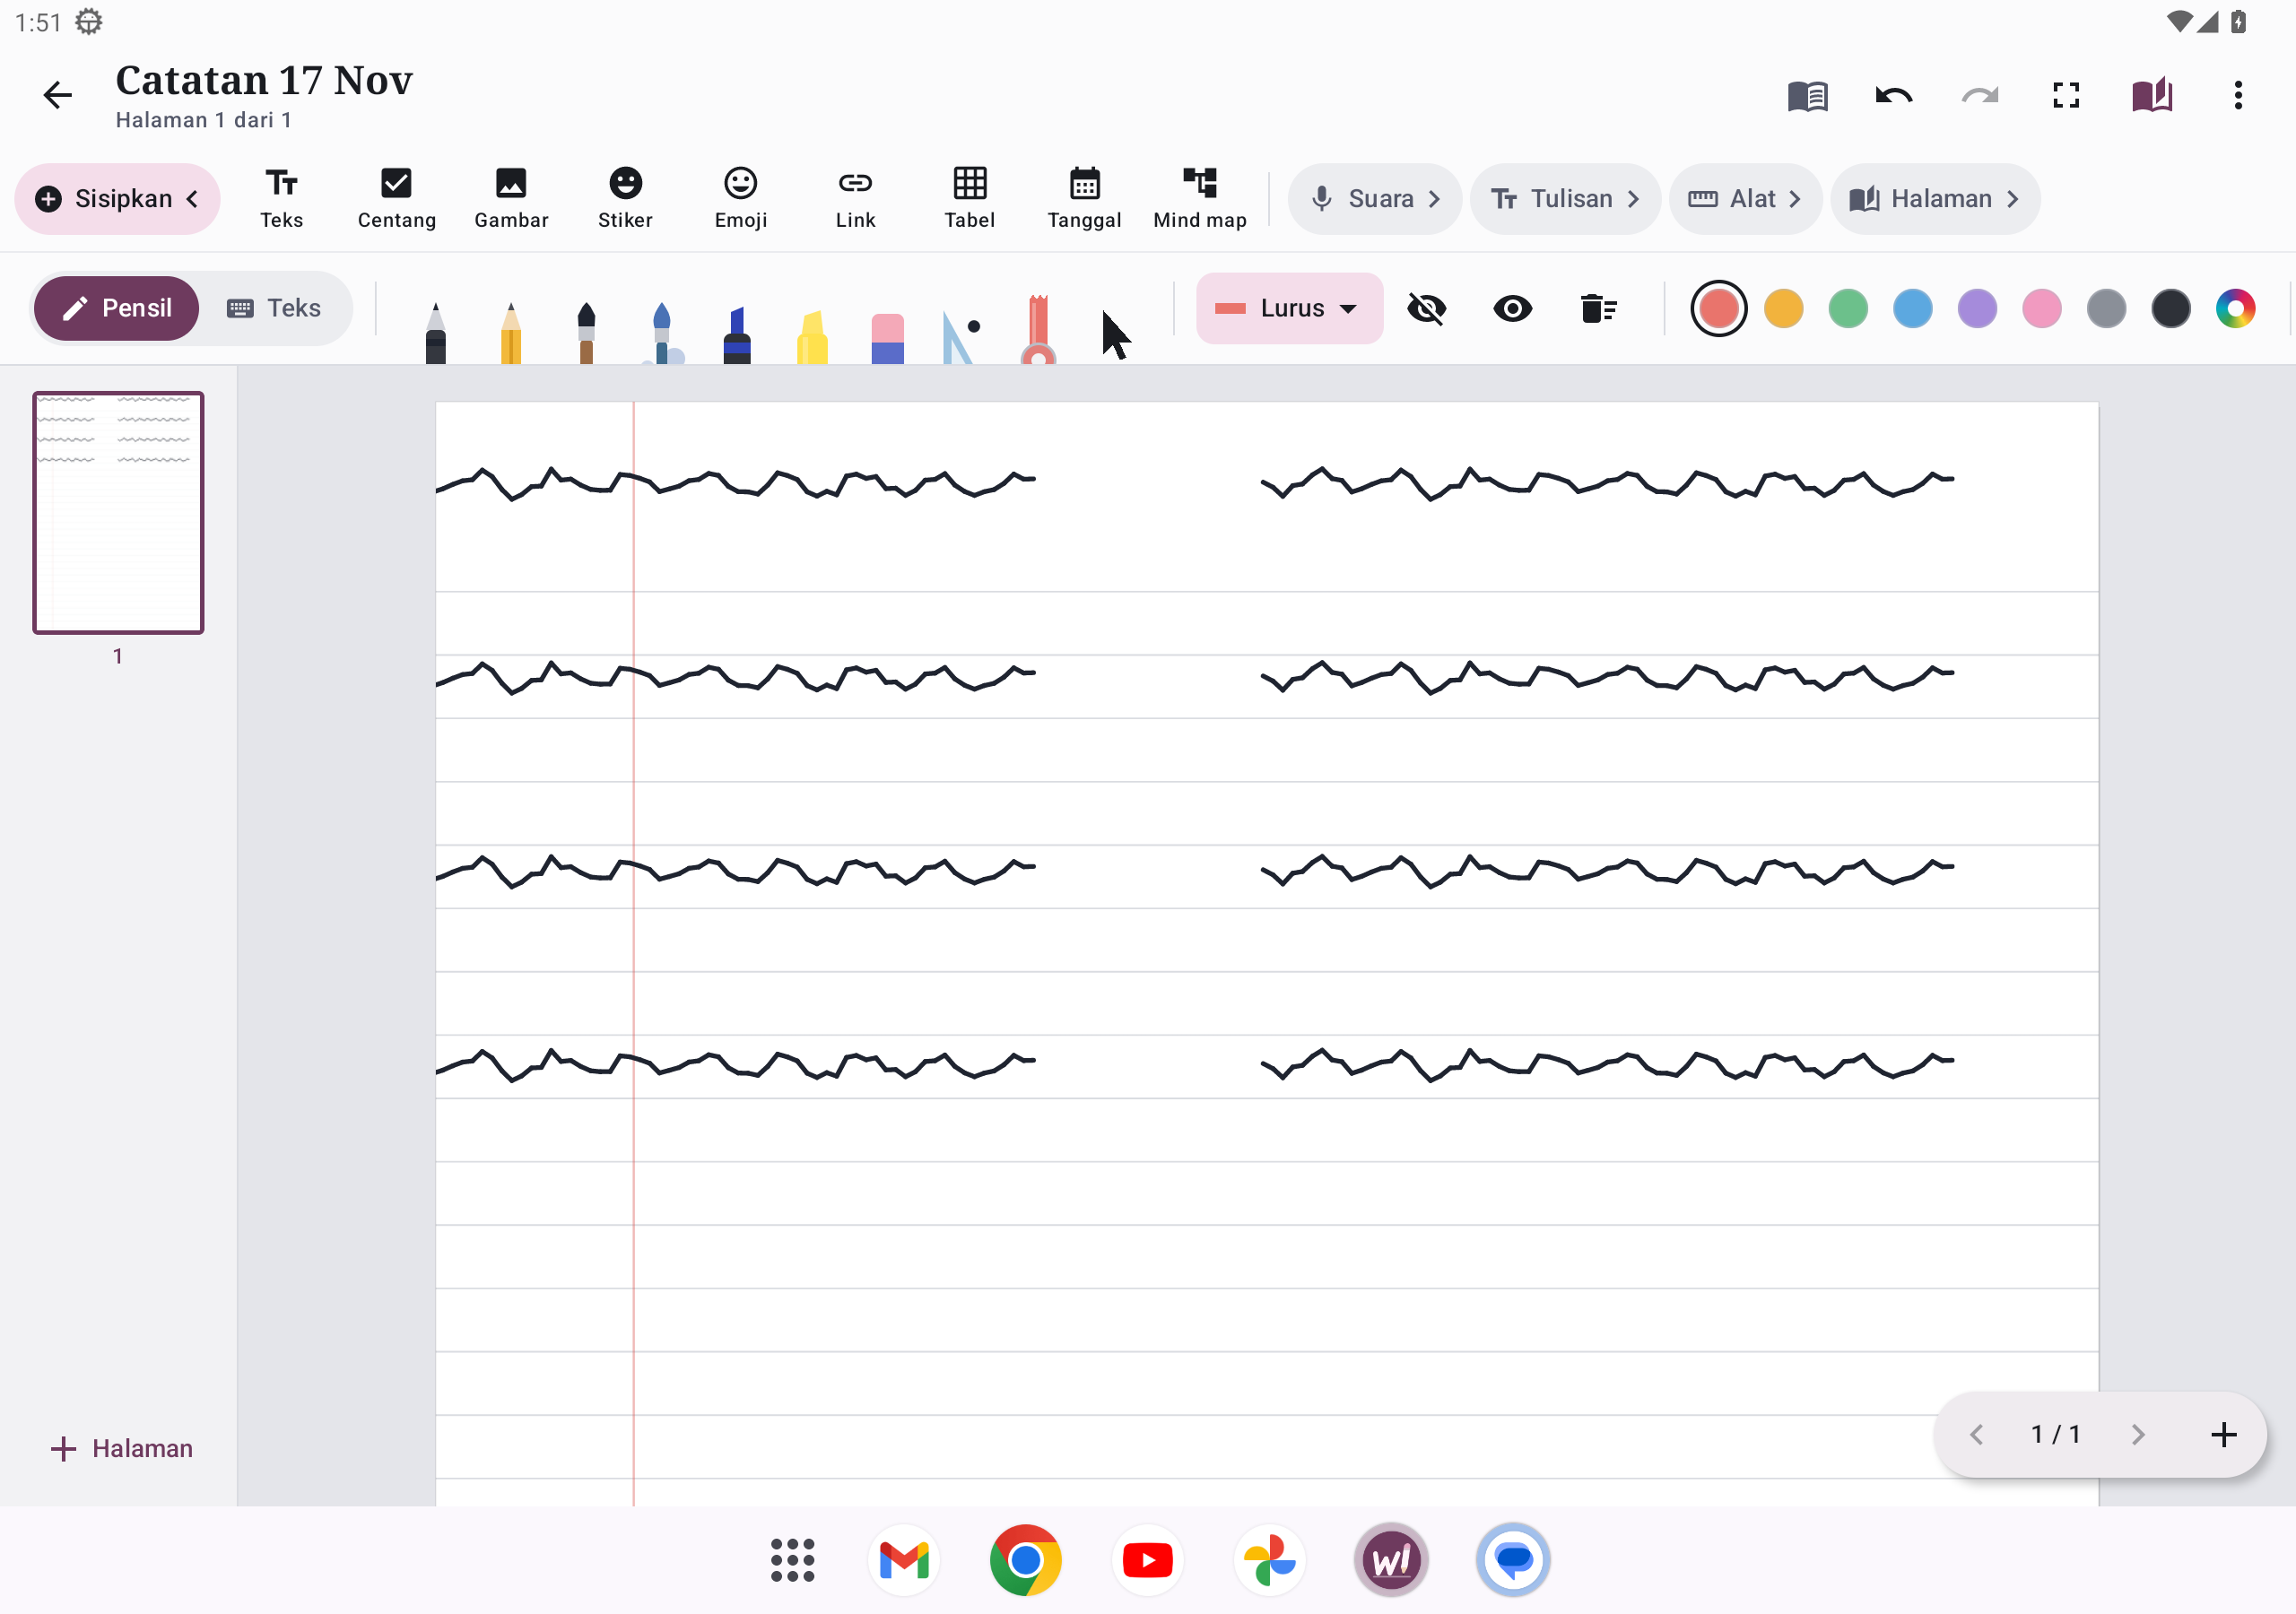 1:51
Catatan 17 Nov
Halaman 1 dari 1
Sisipkan
Teks
Centang
Gambar
Stiker
Emoji
Link
Tabel
Tanggal
Mind map
Suara
Tulisan
Alat
Halaman
Pensil
Teks
Lurus
1
Halaman
1 / 1